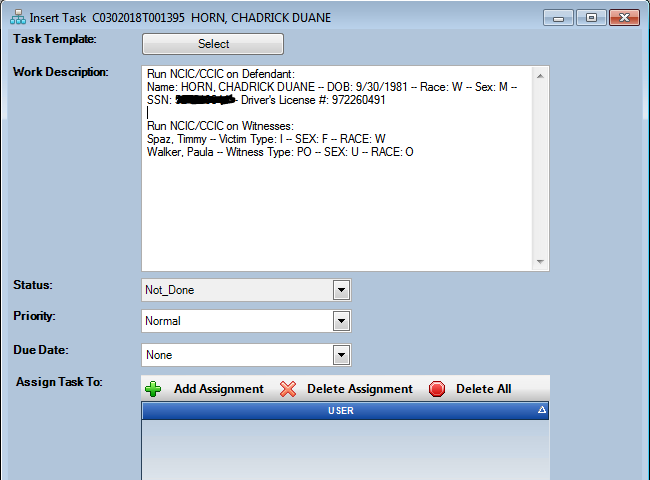 Insert Task C0302018T001395 HORN, CHADRICK DUANE
Task Template:
Select
Work Description:
Run NCIC/CCIC on Defendant:
Name: HORN, CHADRICK DUANE -- DOB: 9/30/1981 -- Race: W -- Sex: M --
SSN: - Driver's License #: 972260491
Run NCIC/CCIC on Witnesses:
Spaz, Timmy -- Victim Type: I -- SEX: F -- RACE: W
Walker, Paula -- Witness Type: PO -- SEX: U -- RACE: O
Status:
Not_Done
Priority:
Normal
Due Date:
None
Assign Task To:
Add Assignment Delete Assignment Delete All
USER